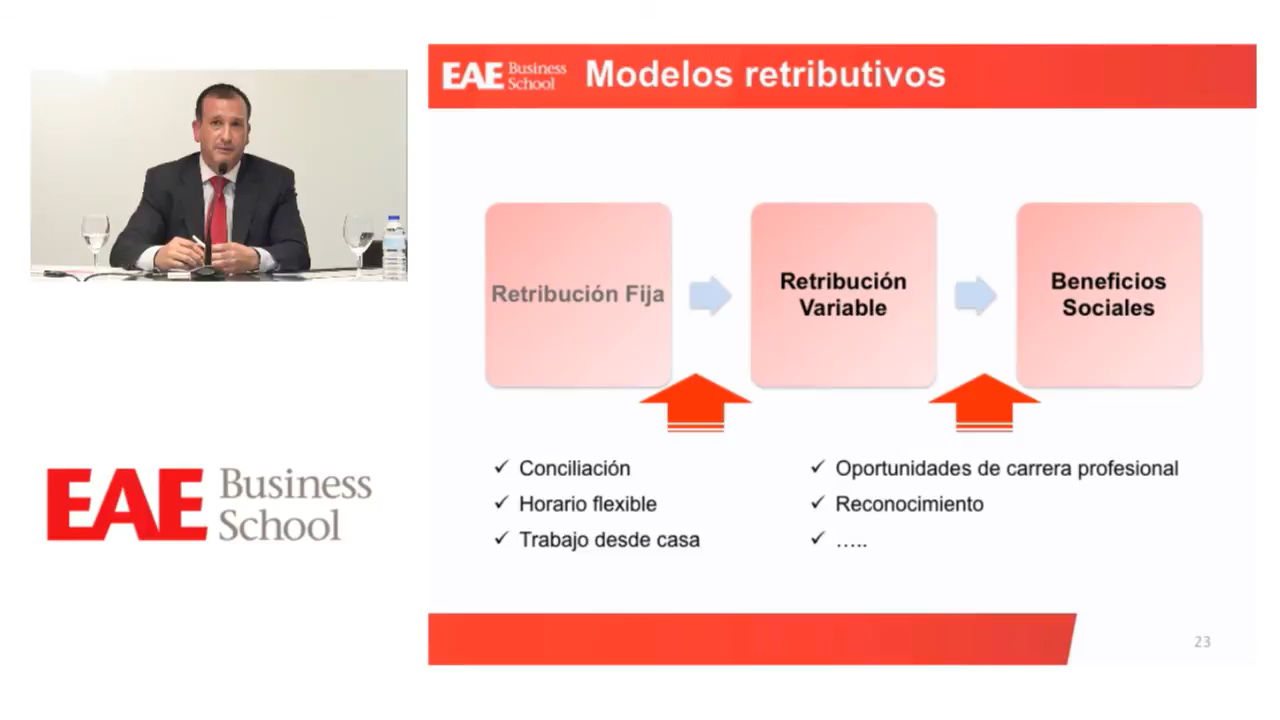 EAE Business
School
Modelos retributivos
Retribución Fija
Retribución
Variable
Beneficios
Sociales
✓ Conciliación
✓ Horario flexible
✓ Trabajo desde casa
✓ Oportunidades de carrera profesional
✓ Reconocimiento
✓ …..
23
EAE Business
School